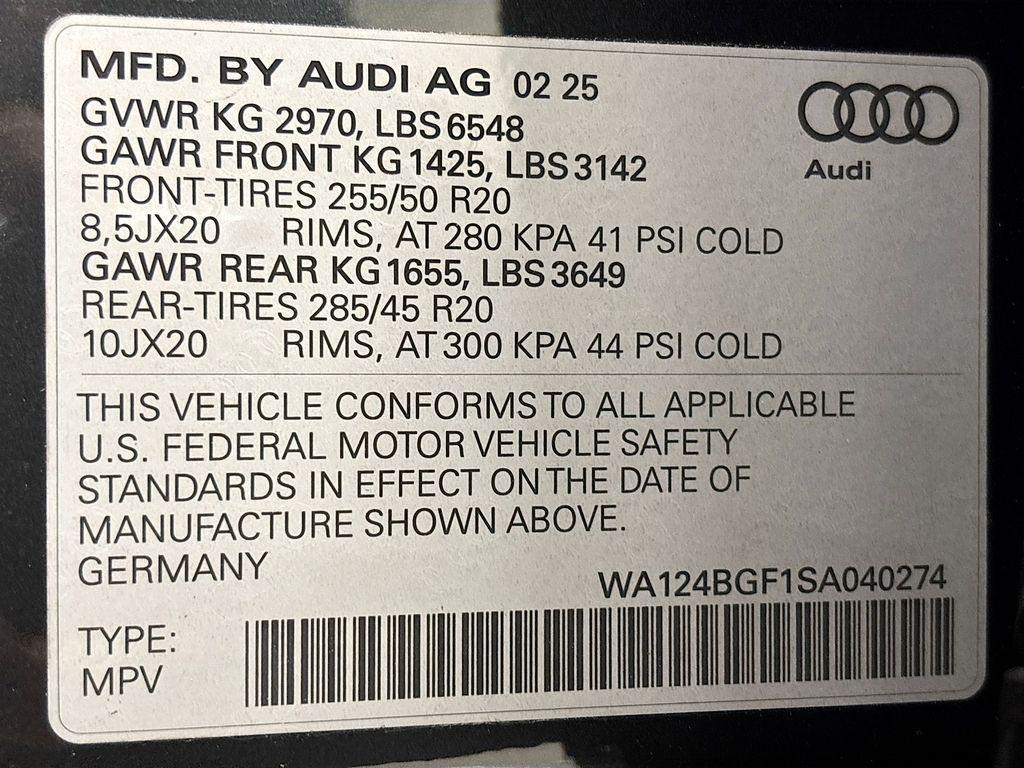 MFD. BY AUDI AG 02 25
GVWR KG 2970, LBS 6548
GAWR FRONT KG 1425, LBS 3142
FRONT-TIRES 255/50 R20
8,5JX20 RIMS, AT 280 KPA 41 PSI COLD
GAWR REAR KG 1655, LBS 3649
REAR-TIRES 285/45 R20
10JX20 RIMS, AT 300 KPA 44 PSI COLD
Audi
THIS VEHICLE CONFORMS TO ALL APPLICABLE
U.S. FEDERAL MOTOR VEHICLE SAFETY
STANDARDS IN EFFECT ON THE DATE OF
MANUFACTURE SHOWN ABOVE.
GERMANY
WA124BGF1SA040274
TYPE:
MPV